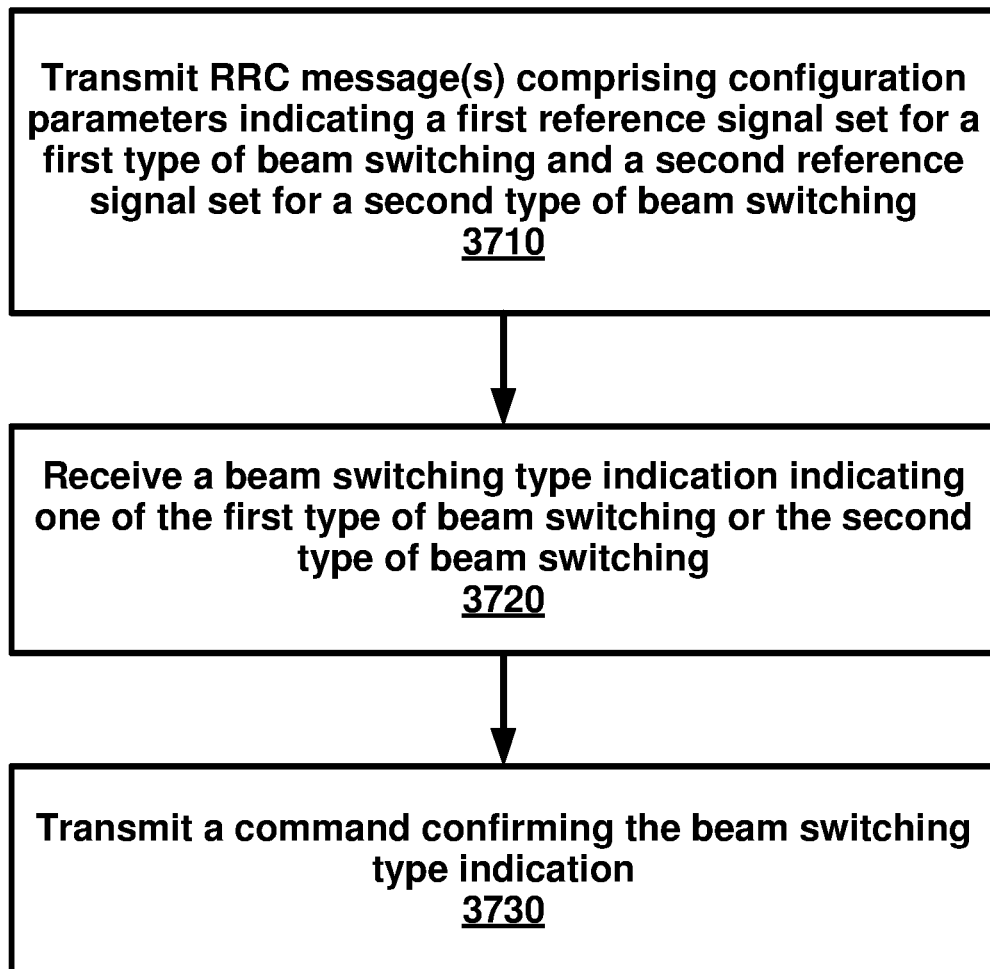 Transmit RRC message(s) comprising configuration
parameters indicating a first reference signal set for a
first type of beam switching and a second reference
signal set for a second type of beam switching
3710
Receive a beam switching type indication indicating
one of the first type of beam switching or the second
type of beam switching
3720
Transmit a command confirming the beam switching
type indication
3730